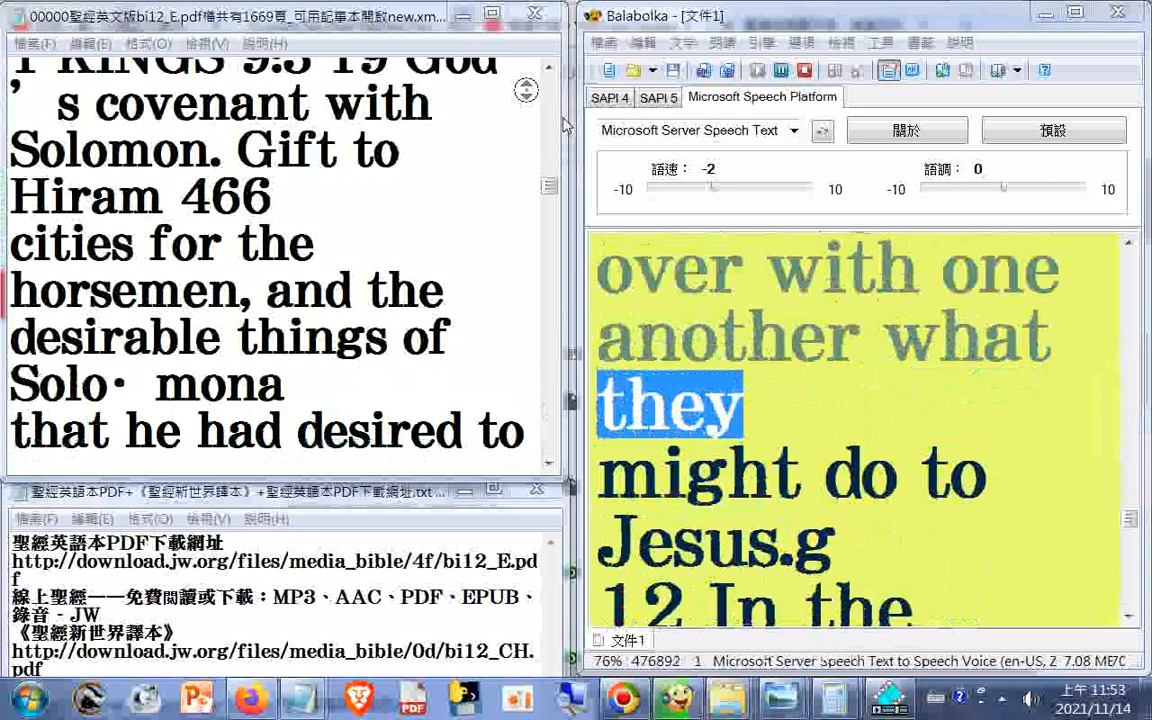 00000聖經英文版bi12_E.pdf檔共有1669頁_可用記事本開啟new.xm...
檔案(F) 編輯(E) 格式(O) 檢視(V) 說明(H)
1 KINGS 9:3 19 God
’ s covenant with
Solomon. Gift to
Hiram 466
cities for the
horsemen, and the
desirable things of
Solo· mona
that he had desired to
聖經英語本PDF+《聖經新世界譯本》+聖經英語本PDF下載網址.txt ...
檔案(F) 編輯(E) 格式(O) 檢視(V) 說明(H)
聖經英語本PDF下載網址
http://download.jw.org/files/media_bible/4f/bi12_E.pd
f
線上聖經——免費閱讀或下載：MP3、AAC、PDF、EPUB、
錄音 - JW
《聖經新世界譯本》
http://download.jw.org/files/media_bible/0d/bi12_CH.
pdf
Balabolka - [文件1]
檔案 編輯 文字 朗讀 引擎 選項 檢視 工具 書籤 說明
SAPI 4 SAPI 5 Microsoft Speech Platform
Microsoft Server Speech Text 關於 預設
語速： -2 語調： 0
-10 10 -10 10
over with one
another what
they
might do to
Jesus.g
12 In the
文件1
76% 476892 1 Microsoft Server Speech Text to Speech Voice (en-US, Z 7.08 ME
上午 11:53
2021/11/14